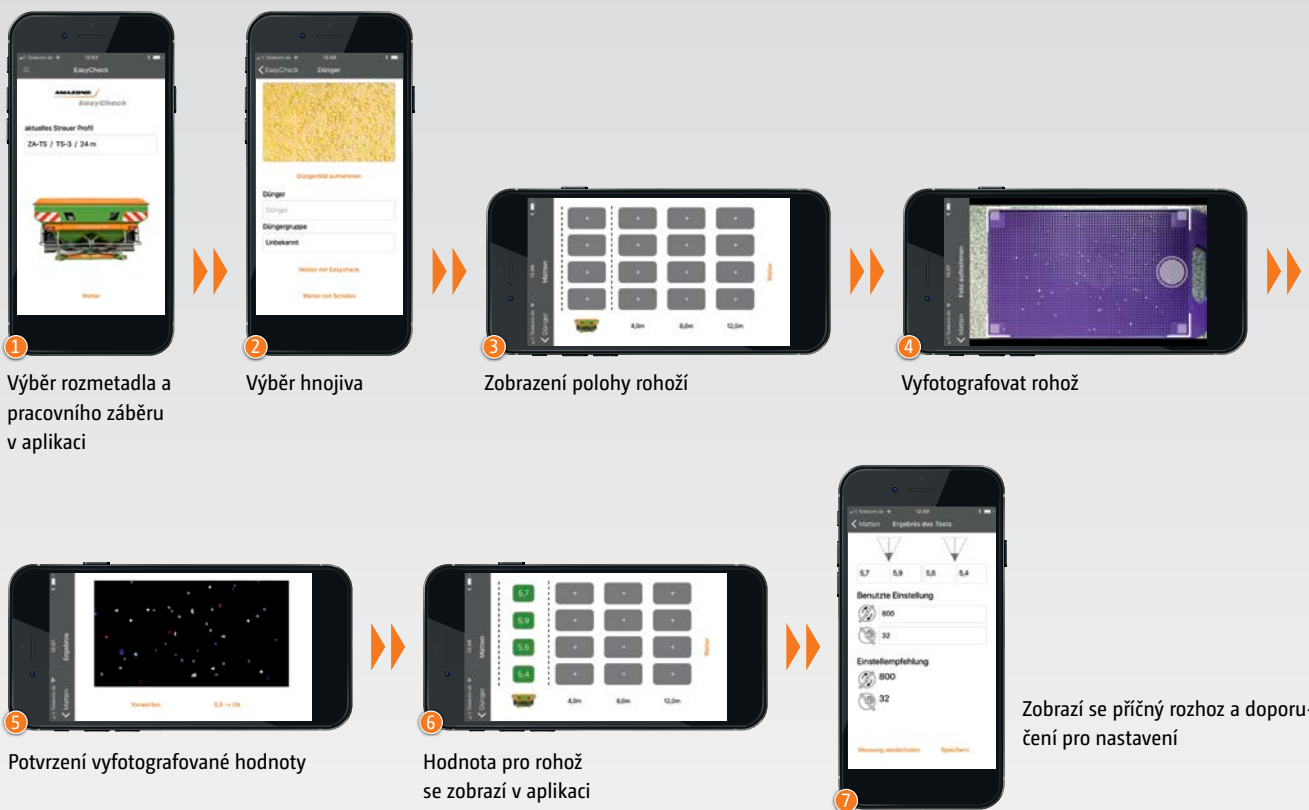 12:03
EasyCheck
AMAZONE
EasyCheck
aktuelles Streuer Profil
ZA-TS / TS-3 / 24 m
Weiter
1
Výběr rozmetadla a
pracovního záběru
v aplikaci
EasyCheck Dünger
Düngerbild aufnehmen
Dünger
Dünger
Düngergruppe
Unbekannt
Weiter mit Easycheck
Weiter mit Schalen
2
Výběr hnojiva
Dünger Matten
+ + + +
+ + + +
+ + + +
+ + + +
4,0m 8,0m 12,0m
Weiter
3
Zobrazení polohy rohoží
Matten Foto aufnehmen
4
Vyfotografovat rohož
Matten Ergebnis
Verwerfen 5,9 -> Ok
5
Potvrzení vyfotografované hodnoty
Dünger Matten
5,7 + + +
5,9 + + +
5,6 + + +
5,4 + + +
4,0m 8,0m 12,0m
Weiter
6
Hodnota pro rohož
se zobrazí v aplikaci
Matten Ergebnis des Tests
5,7 5,9 5,6 5,4
Benutzte Einstellung
800
32
Einstellempfehlung
800
32
Messung wiederholen Speichern
7
Zobrazí se příčný rozhoz a doporu-
čení pro nastavení